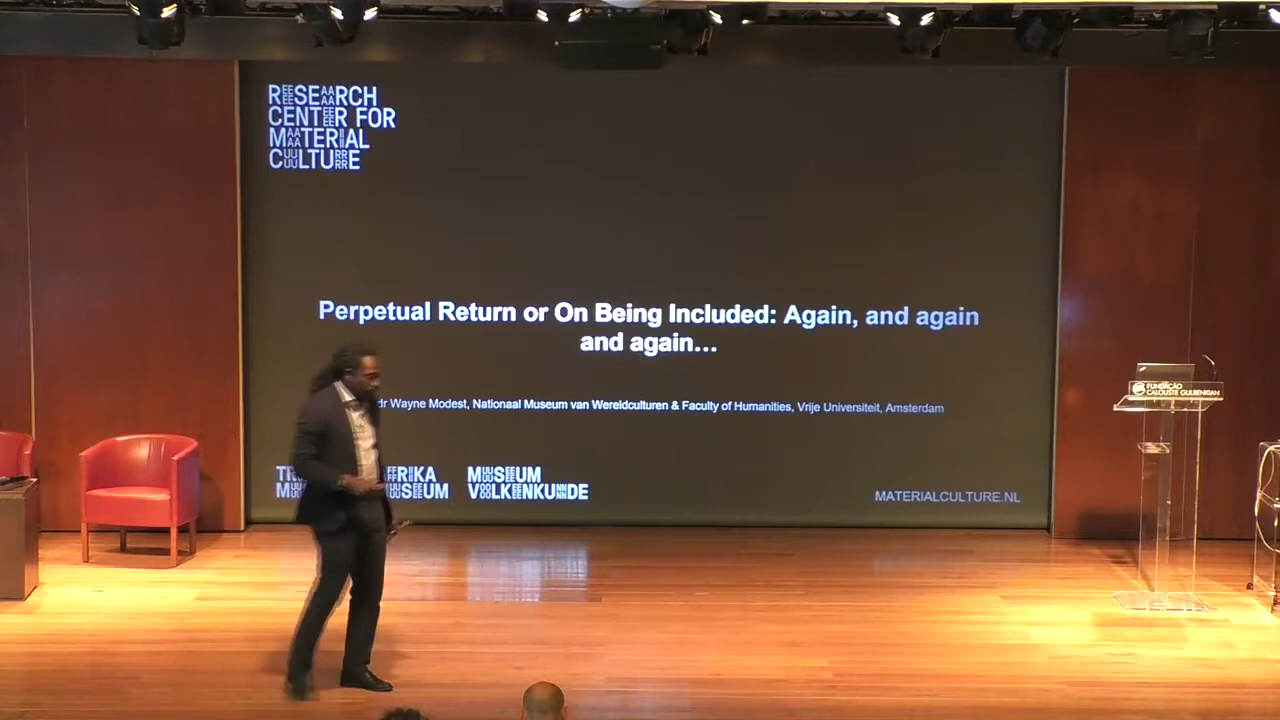 RESEARCH
CENTER FOR
MATERIAL
CULTURE
Perpetual Return or On Being Included: Again, and again
and again…
dr Wayne Modest, Nationaal Museum van Wereldculturen & Faculty of Humanities, Vrije Universiteit, Amsterdam
FUNDAÇÃO
CALOUSTE GULBENKIAN
MUSEUM
VOLKENKUNDE
MATERIALCULTURE.NL